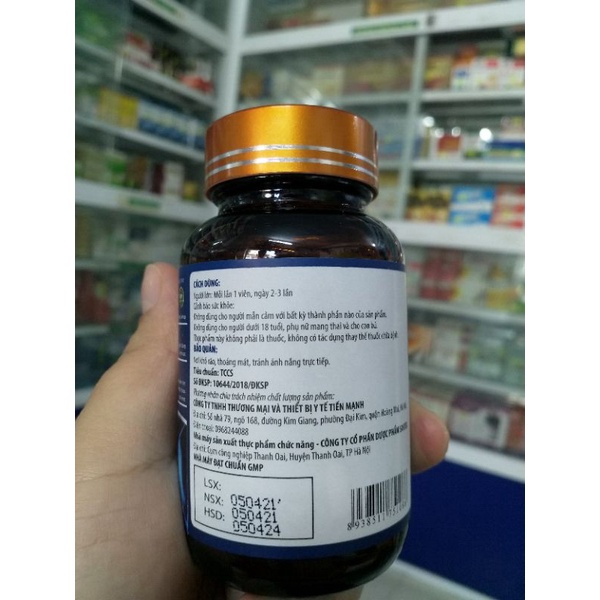 CÁCH DÙNG:
Người lớn: Mỗi lần 1 viên, ngày 2-3 lần
Cảnh báo sức khỏe:
Không dùng cho người mẫn cảm với bất kỳ thành phần nào của sản phẩm.
Không dùng cho người dưới 18 tuổi, phụ nữ mang thai và cho con bú.
Thực phẩm này không phải là thuốc, không có tác dụng thay thế thuốc chữa bệnh.
BẢO QUẢN:
Nơi khô ráo, thoáng mát, tránh ánh nắng trực tiếp.
Tiêu chuẩn: TCCS
Số ĐKSP: 10644/2018/ĐKSP
Thương nhân chịu trách nhiệm chất lượng sản phẩm:
CÔNG TY TNHH THƯƠNG MẠI VÀ THIẾT BỊ Y TẾ TIẾN MẠNH
Địa chỉ: Số nhà 79, ngõ 168, đường Kim Giang, phường Đại Kim, quận Hoàng Mai, Hà Nội
Điện thoại: 0968244088
Nhà máy sản xuất thực phẩm chức năng - CÔNG TY CỔ PHẦN DƯỢC PHẨM
Địa chỉ: Cụm công nghiệp Thanh Oai, Huyện Thanh Oai, TP Hà Nội
NHÀ MÁY ĐẠT CHUẨN GMP
LSX: 050421
NSX: 050421
HSD: 050424
8 938511